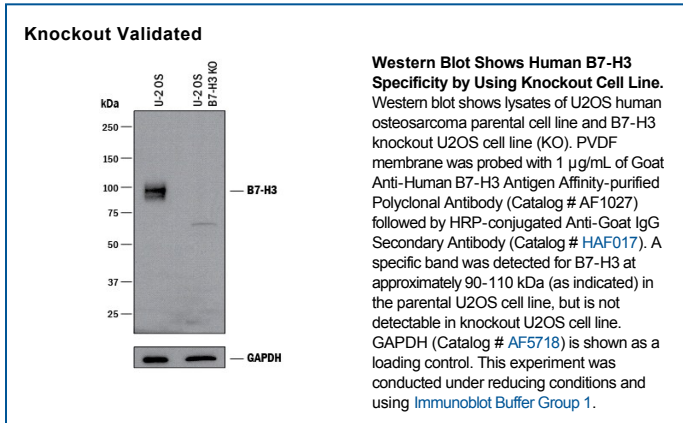 Knockout Validated
U-2 OS
U-2 OS
B7-H3 KO
kDa
250
150
100
75
50
37
25
B7-H3
GAPDH
Western Blot Shows Human B7-H3
Specificity by Using Knockout Cell Line.
Western blot shows lysates of U2OS human
osteosarcoma parental cell line and B7-H3
knockout U2OS cell line (KO). PVDF
membrane was probed with 1 µg/mL of Goat
Anti-Human B7-H3 Antigen Affinity-purified
Polyclonal Antibody (Catalog # AF1027)
followed by HRP-conjugated Anti-Goat IgG
Secondary Antibody (Catalog # HAF017). A
specific band was detected for B7-H3 at
approximately 90-110 kDa (as indicated) in
the parental U2OS cell line, but is not
detectable in knockout U2OS cell line.
GAPDH (Catalog # AF5718) is shown as a
loading control. This experiment was
conducted under reducing conditions and
using Immunoblot Buffer Group 1.